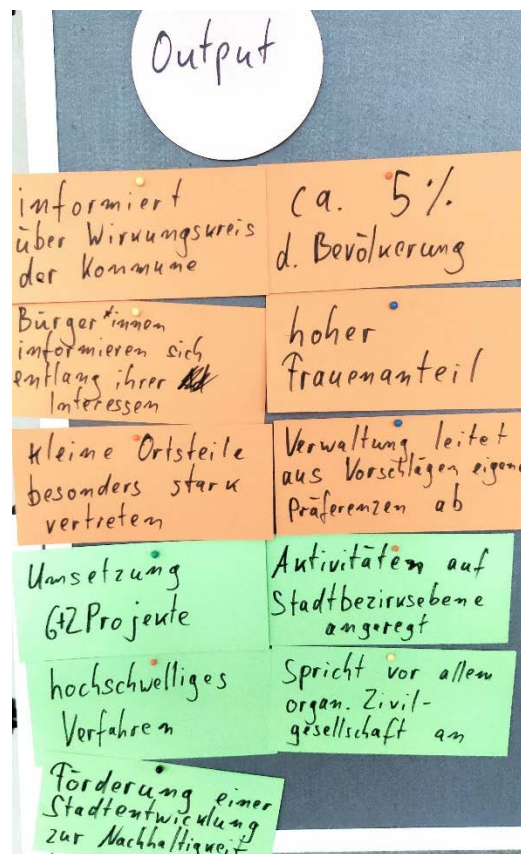 Output
informiert
über Wirkungskreis
der Kommune
ca. 5%
d. Bevölkerung
Bürger*innen
informieren sich
entlang ihrer
Interessen
hoher
Frauenanteil
kleine Ortsteile
besonders stark
vertreten
Verwaltung leitet
aus Vorschlägen eigene
Präferenzen ab
Umsetzung
Projekte
Aktivitäten auf
Stadtbezirksebene
angeregt
hochschwelliges
Verfahren
Spricht vor allem
organ. Zivil-
gesellschaft an
Förderung einer
Stadtentwicklung
zur Nachhaltigkeit